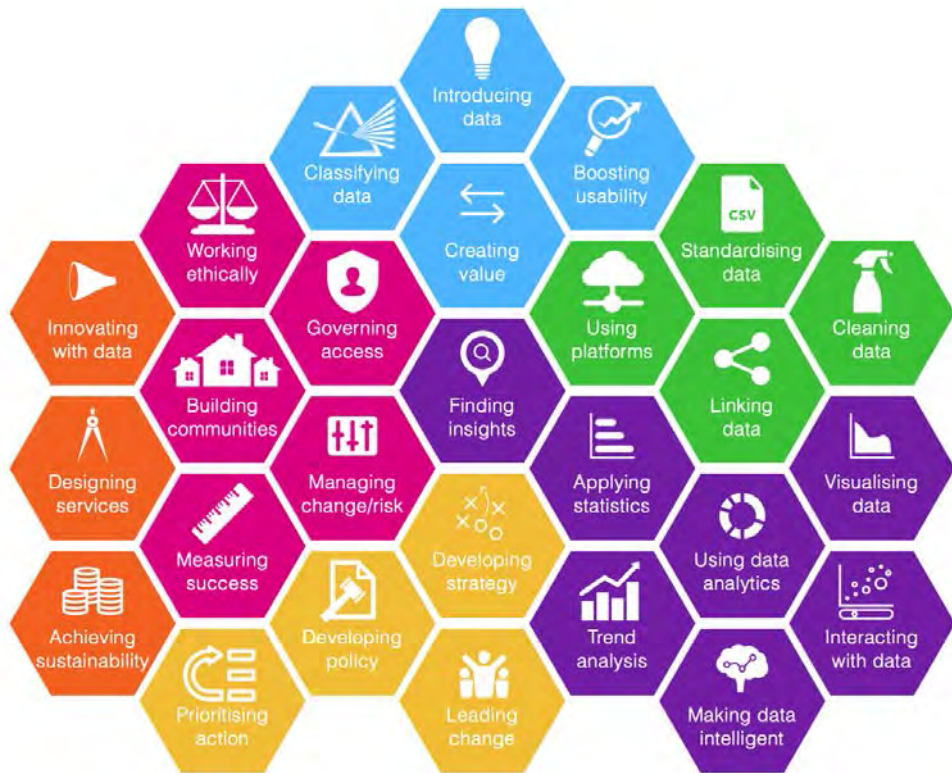 Introducing
data
Classifying
data
Boosting
usability
Working
ethically
Creating
value
CSV
Standardising
data
Innovating
with data
Governing
access
Using
platforms
Cleaning
data
Building
communities
Finding
insights
Linking
data
Designing
services
Managing
change/risk
Applying
statistics
Visualising
data
Measuring
success
Developing
strategy
Using data
analytics
Achieving
sustainability
Developing
policy
Trend
analysis
Interacting
with data
Prioritising
action
Leading
change
Making data
intelligent